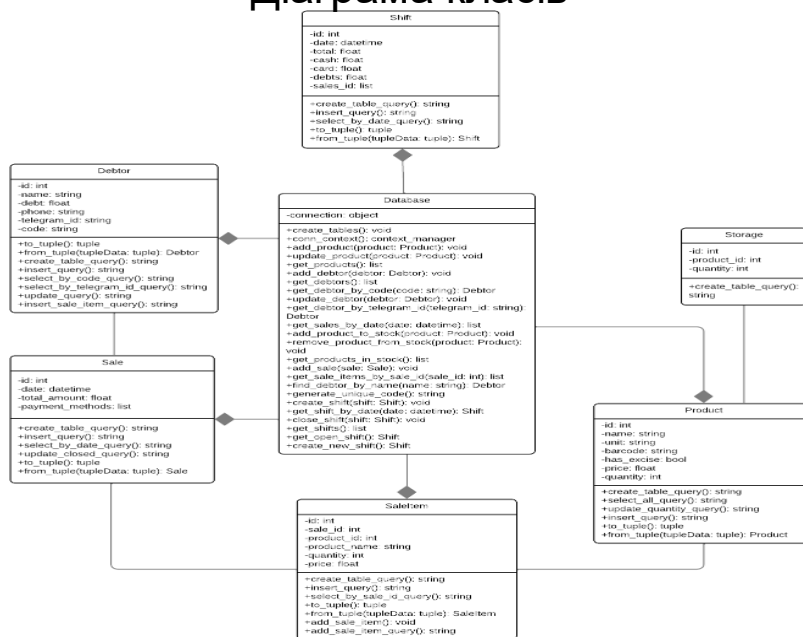 Діаграма класів
Shift
-id: int
-date: datetime
-total: float
-cash: float
-card: float
-debts: float
-sales_id: list
+create_table_query(): string
+insert_query(): string
+select_by_date_query(): string
+to_tuple(): tuple
+from_tuple(tupleData: tuple): Shift
Debtor
-id: int
-name: string
-debt: float
-phone: string
-telegram_id: string
-code: string
+to_tuple(): tuple
+from_tuple(tupleData: tuple): Debtor
+create_table_query(): string
+insert_query(): string
+select_by_code_query(): string
+select_by_telegram_id_query(): string
+update_query(): string
+insert_sale_item_query(): string
Database
-connection: object
+create_tables(): void
+conn_context(): context_manager
+add_product(product: Product): void
+update_product(product: Product): void
+get_products(): list
+add_debtor(debtor: Debtor): void
+get_debtors(): list
+get_debtor_by_code(code: string): Debtor
+update_debtor(debtor: Debtor): void
+get_debtor_by_telegram_id(telegram_id: string):
Debtor
+get_sales_by_date(date: datetime): list
+add_product_to_stock(product: Product): void
+remove_product_from_stock(product: Product):
void
+get_products_in_stock(): list
+add_sale(sale: Sale): void
+get_sale_items_by_sale_id(sale_id: int): list
+find_debtor_by_name(name: string): Debtor
+generate_unique_code(): string
+create_shift(shift: Shift): void
+get_shift_by_date(date: datetime): Shift
+close_shift(shift: Shift): void
+get_shifts(): list
+get_open_shift(): Shift
+create_new_shift(): Shift
Storage
-id: int
-product_id: int
-quantity: int
+create_table_query():
string
Sale
-id: int
-date: datetime
-total_amount: float
-payment_methods: list
+create_table_query(): string
+insert_query(): string
+select_by_date_query(): string
+update_closed_query(): string
+to_tuple(): tuple
+from_tuple(tupleData: tuple): Sale
Product
-id: int
-name: string
-unit: string
-barcode: string
-has_excise: bool
-price: float
-quantity: int
+create_table_query(): string
+select_all_query(): string
+update_quantity_query(): string
+insert_query(): string
+to_tuple(): tuple
+from_tuple(tupleData: tuple): Product
SaleItem
-id: int
-sale_id: int
-product_id: int
-product_name: string
-quantity: int
-price: float
+create_table_query(): string
+insert_query(): string
+select_by_sale_id_query(): string
+to_tuple(): tuple
+from_tuple(tupleData: tuple): SaleItem
+add_sale_item(): void
+add_sale_item_query(): string